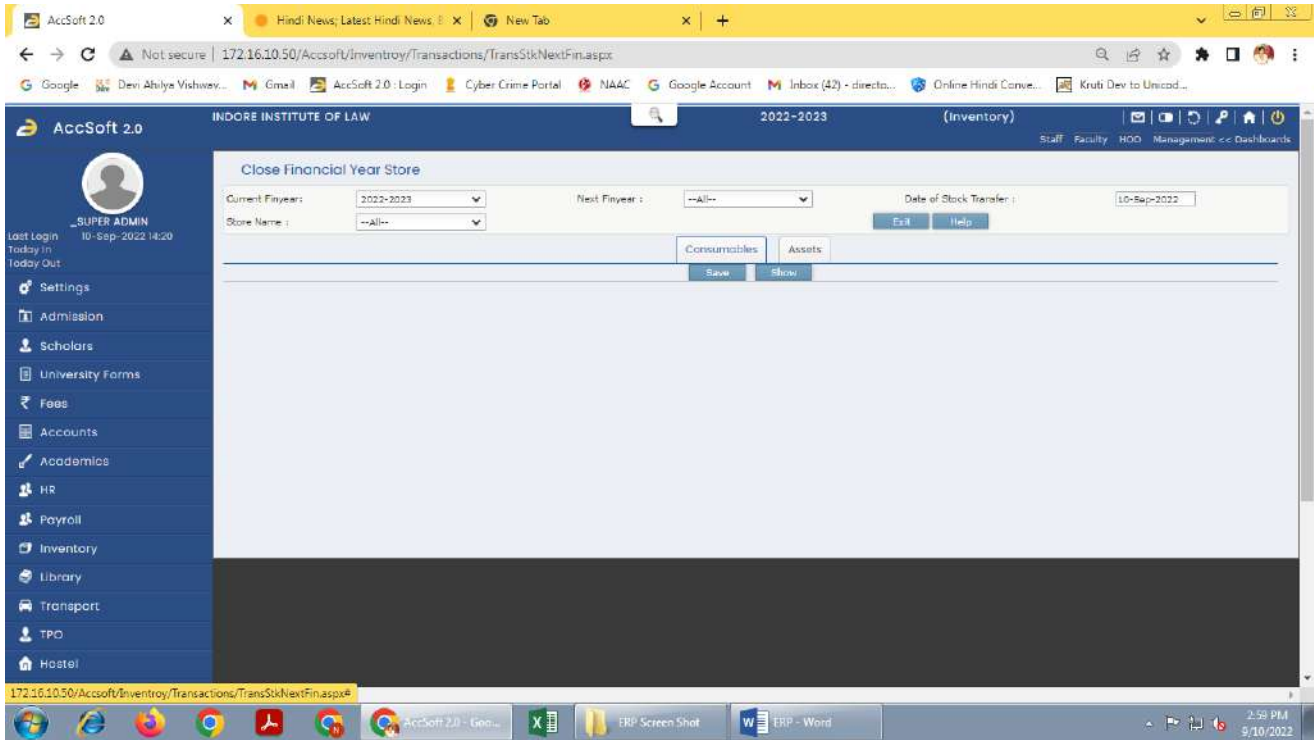 AccSoft 2.0
Hindi News; Latest Hindi News,
New Tab
Not secure | 172.16.10.50/Accsoft/Inventroy/Transactions/TransStkNextFin.aspx
Google
Devi Ahilya Vishwav...
Gmail
AccSoft 2.0 : Login
Cyber Crime Portal
NAAC
Google Account
Inbox (42) - directo...
Online Hindi Conve...
Kruti Dev to Unicod...
AccSoft 2.0
INDORE INSTITUTE OF LAW
2022-2023
(Inventory)
Staff Faculty HOD Management << Dashboards
_SUPER ADMIN
Last Login 10-Sep-2022 14:20
Today In
Today Out
Close Financial Year Store
Current Finyear: 2022-2023 Next Finyear : --All-- Date of Stock Transfer : 10-Sep-2022
Store Name : --All-- Exit Help
Consumables Assets
Save Show
Settings
Admission
Scholars
University Forms
₹ Fees
Accounts
Academics
HR
Payroll
Inventory
Library
Transport
TPO
Hostel
172.16.10.50/Accsoft/Inventroy/Transactions/TransStkNextFin.aspx#
AccSoft 2.0 - Goo...
ERP Screen Shot
ERP - Word
2:59 PM
9/10/2022